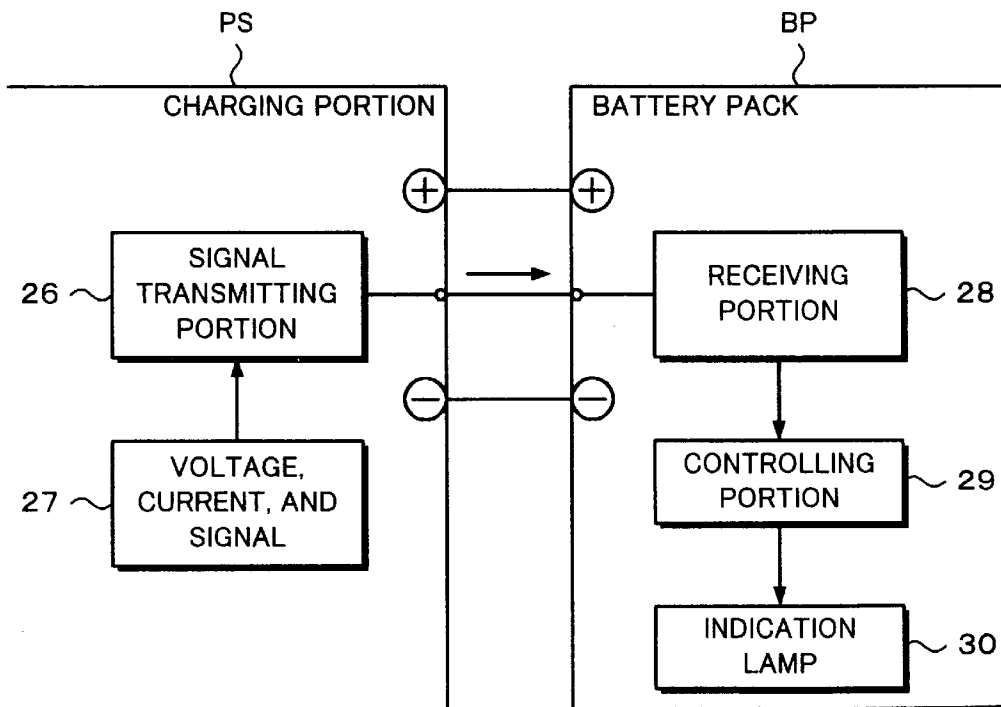 PS
BP
CHARGING PORTION
BATTERY PACK
+
+
SIGNAL
TRANSMITTING
PORTION
26
RECEIVING
PORTION
28
−
−
VOLTAGE,
CURRENT, AND
SIGNAL
27
CONTROLLING
PORTION
29
INDICATION
LAMP
30